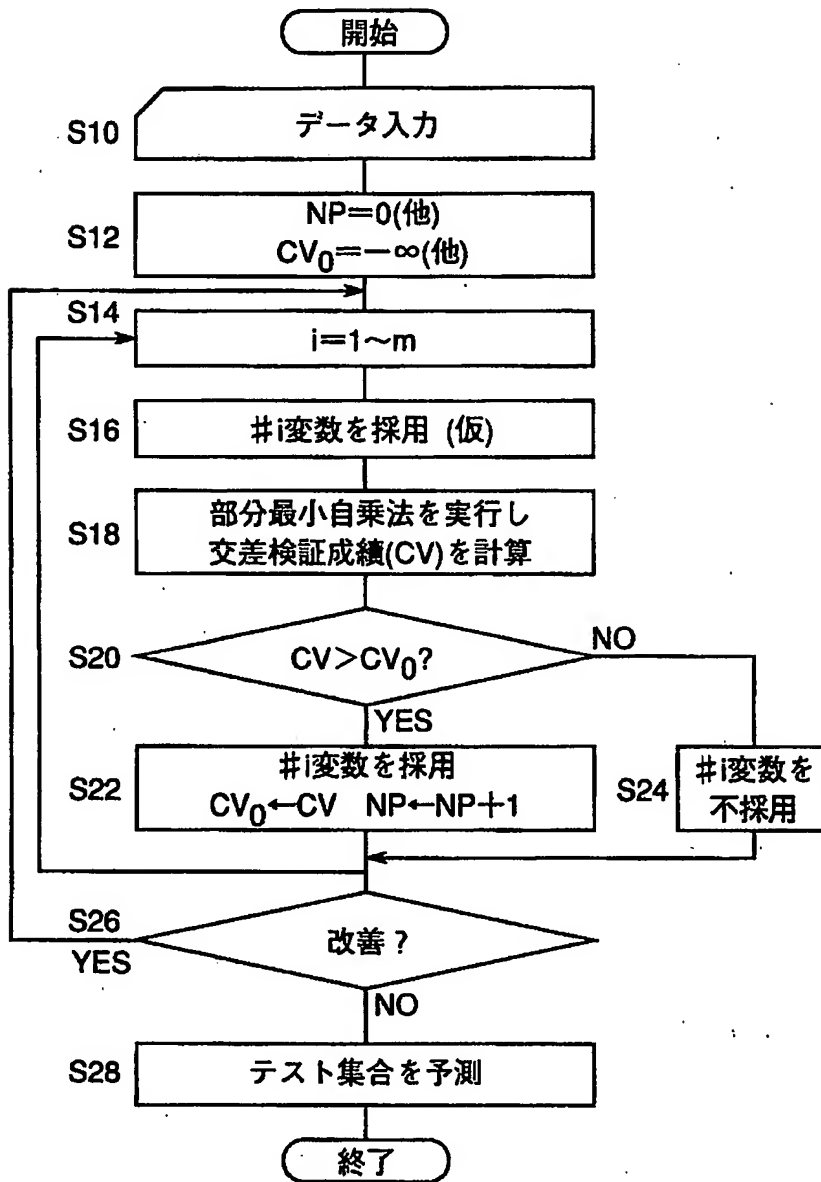 開始
S10
データ入力
S12
NP=0(他)
CV0=-∞(他)
S14
i=1~m
S16
#i変数を採用 (仮)
S18
部分最小自乗法を実行し
交差検証成績(CV)を計算
S20
CV>CV0?
NO
YES
S22
#i変数を採用
CV0←CV NP←NP+1
S24
#i変数を
不採用
S26
改善?
YES
NO
S28
テスト集合を予測
終了